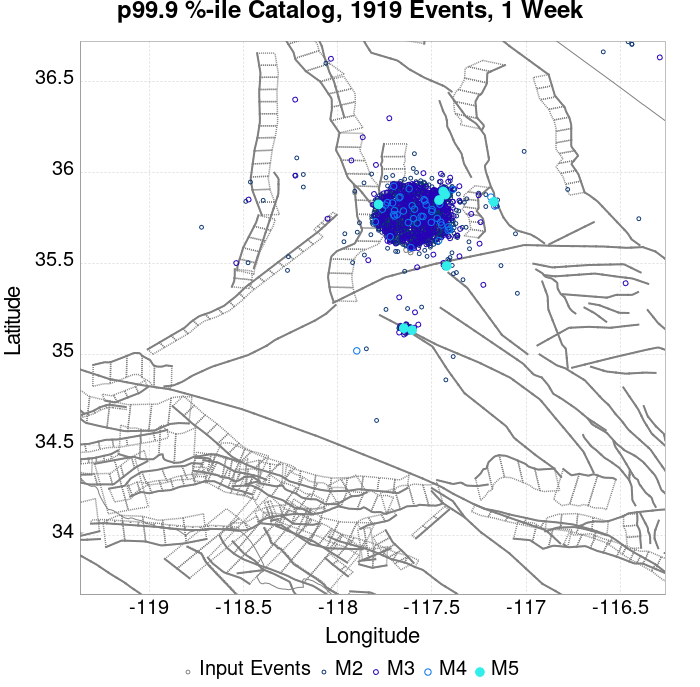 p99.9 %-ile Catalog, 1919 Events, 1 Week
36.5
36
35.5
35
34.5
34
Latitude
-119 -118.5 -118 -117.5 -117 -116.5
Longitude
Input Events M2 M3 M4 M5